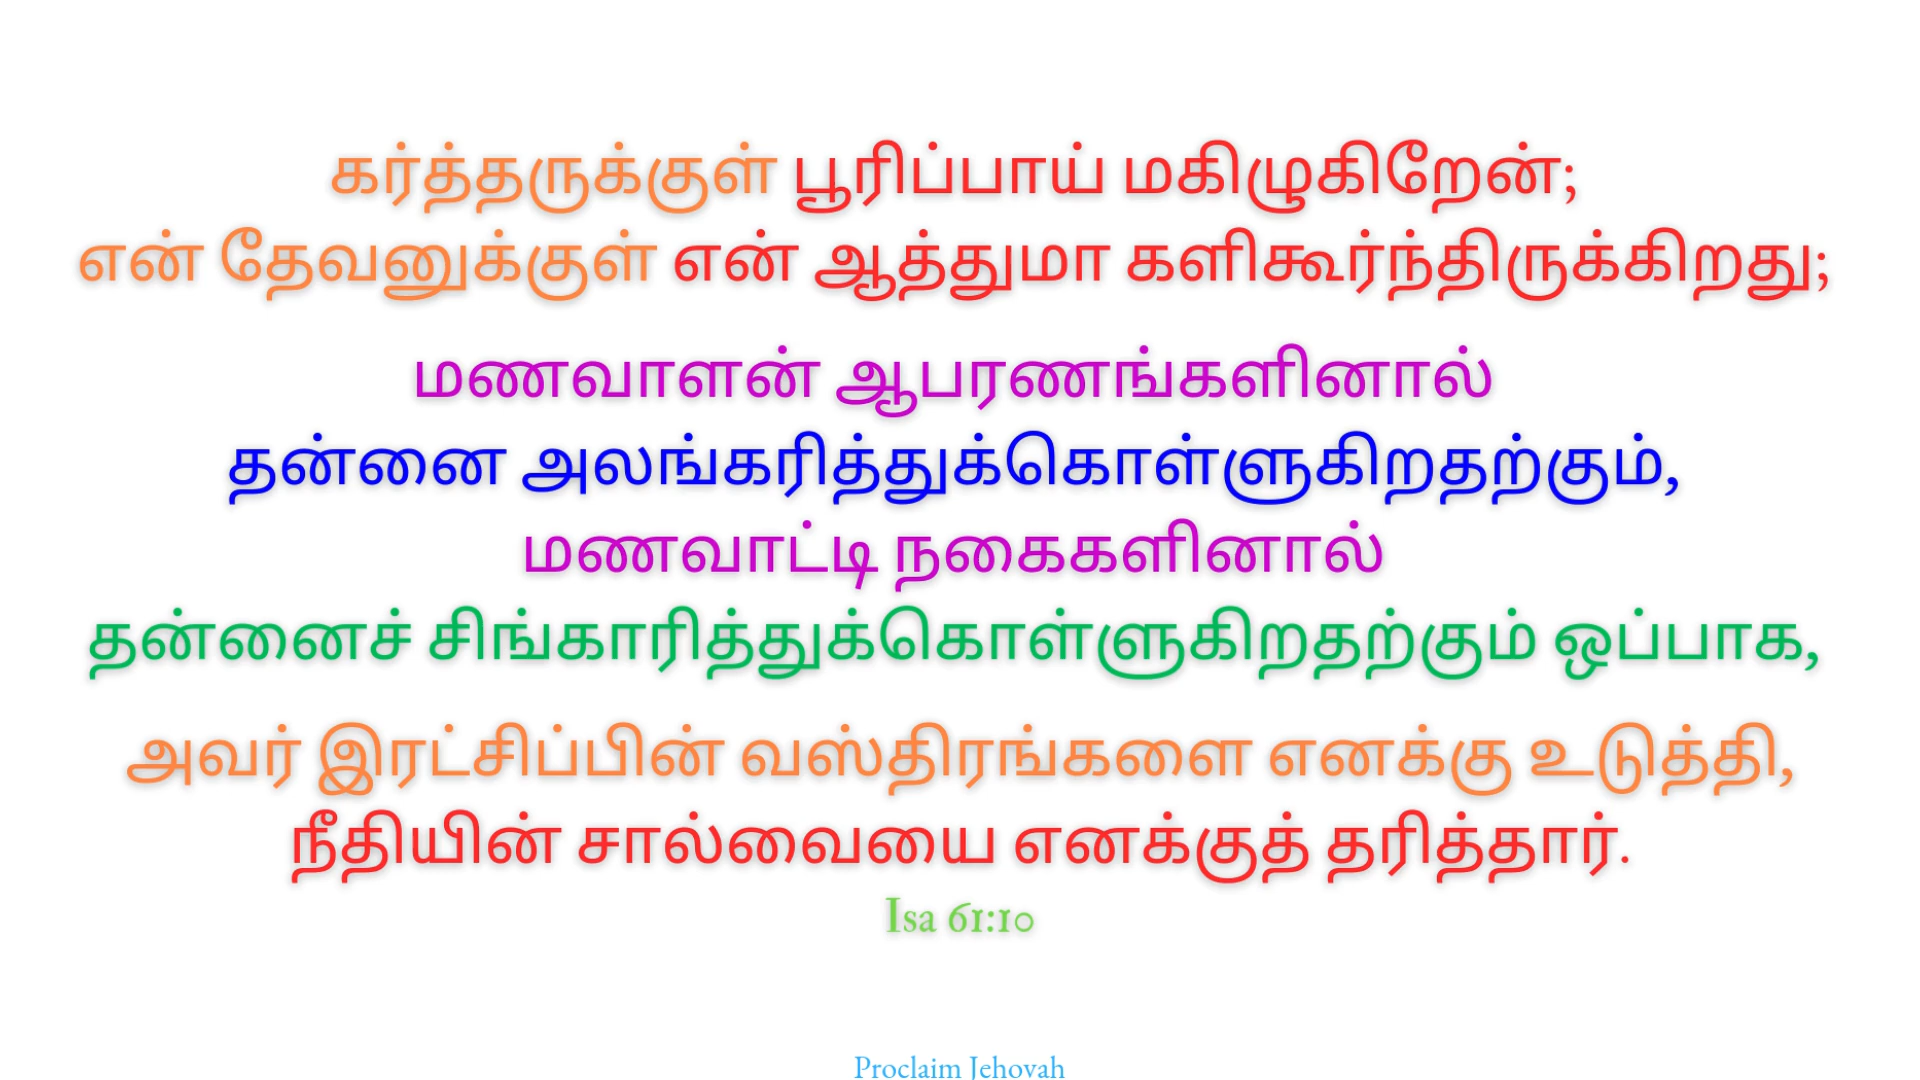 கர்த்தருக்குள் பூரிப்பாய் மகிழுகிறேன்;
என் தேவனுக்குள் என் ஆத்துமா களிகூர்ந்திருக்கிறது;
மணவாளன் ஆபரணங்களினால்
தன்னை அலங்கரித்துக்கொள்ளுகிறதற்கும்,
மணவாட்டி நகைகளினால்
தன்னைச் சிங்காரித்துக்கொள்ளுகிறதற்கும் ஒப்பாக,
அவர் இரட்சிப்பின் வஸ்திரங்களை எனக்கு உடுத்தி,
நீதியின் சால்வையை எனக்குத் தரித்தார்.
Isa 61:10
Proclaim Jehovah